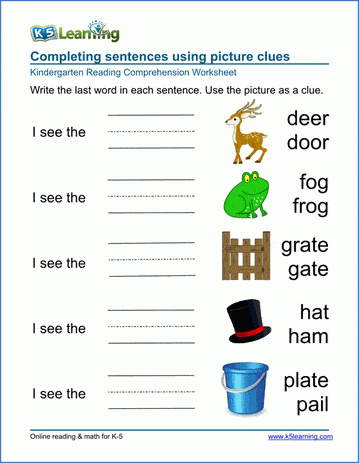 K5 Learning
Completing sentences using picture clues
Kindergarten Reading Comprehension Worksheet
Write the last word in each sentence. Use the picture as a clue.
I see the
deer
door
I see the
fog
frog
I see the
grate
gate
I see the
hat
ham
I see the
plate
pail
Online reading & math for K-5
www.k5learning.com